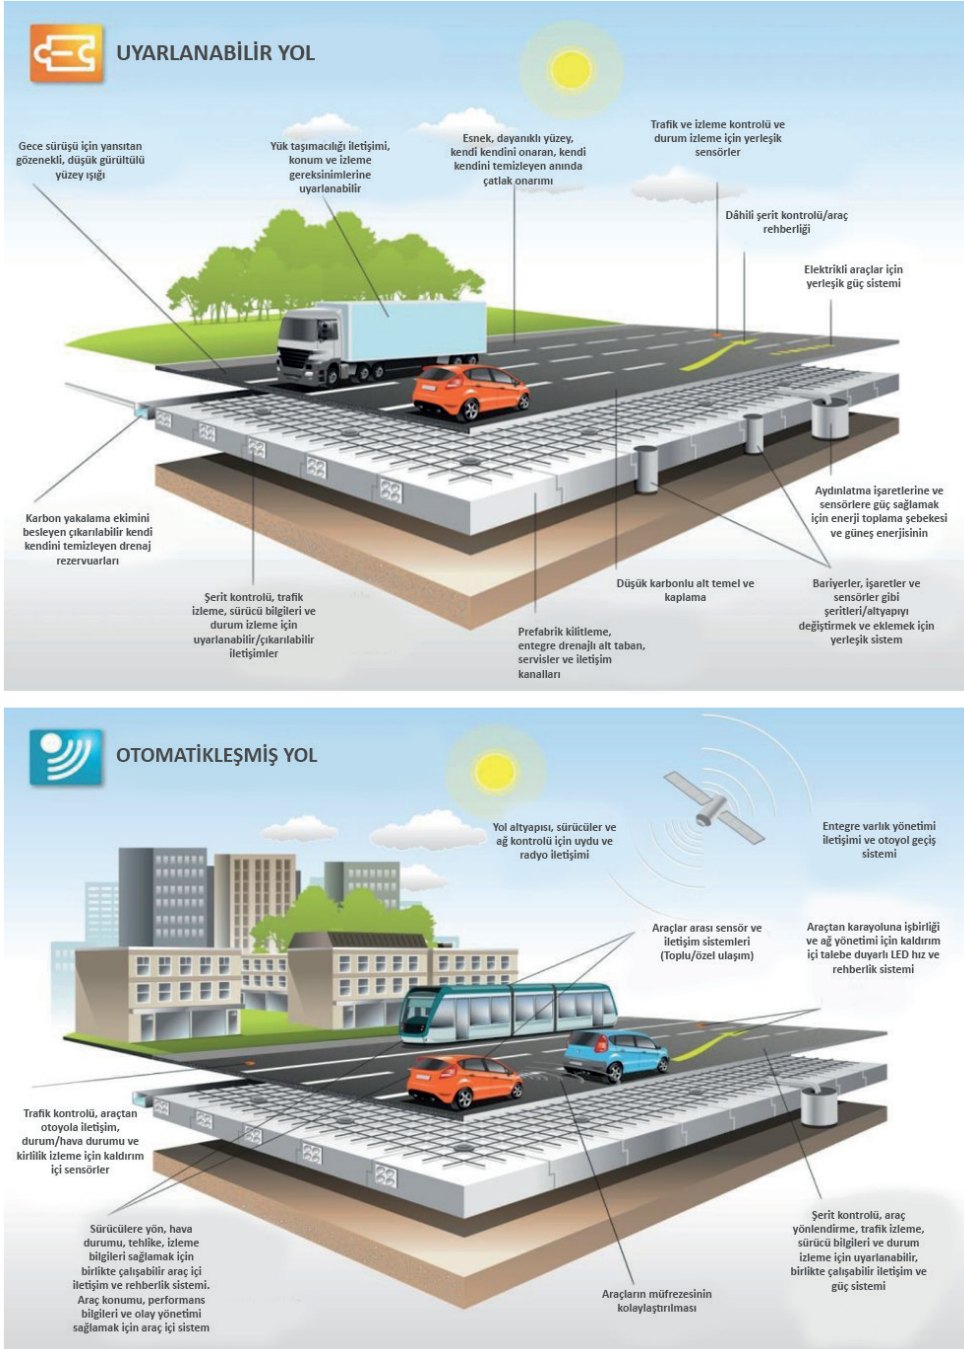 UYARLANABİLİR YOL
Gece sürüşü için yansıtan
gözenekli, düşük gürültülü
yüzey ışığı
Yük taşımacılığı iletişimi,
konum ve izleme
gereksinimlerine
uyarlanabilir
Esnek, dayanıklı yüzey,
kendi kendini onaran, kendi
kendini temizleyen anında
çatlak onarımı
Trafik ve izleme kontrolü ve
durum izleme için yerleşik
sensörler
Dâhili şerit kontrolü/araç
rehberliği
Elektrikli araçlar için
yerleşik güç sistemi
Karbon yakalama ekimini
besleyen çıkarılabilir kendi
kendini temizleyen drenaj
rezervuarları
Şerit kontrolü, trafik
izleme, sürücü bilgileri ve
durum izleme için
uyarlanabilir/çıkarılabilir
iletişimler
Prefabrik kilitleme,
entegre drenajlı alt taban,
servisler ve iletişim
kanalları
Düşük karbonlu alt temel ve
kaplama
Aydınlatma işaretlerine ve
sensörlere güç sağlamak
için enerji toplama şebekesi
ve güneş enerjisinin
Bariyerler, işaretler ve
sensörler gibi
şeritleri/altyapıyı
değiştirmek ve eklemek için
yerleşik sistem
OTOMATİKLEŞMİŞ YOL
Yol altyapısı, sürücüler ve
ağ kontrolü için uydu ve
radyo iletişimi
Entegre varlık yönetimi
iletişimi ve otoyol geçiş
sistemi
Araçlar arası sensör ve
iletişim sistemleri
(Toplu/özel ulaşım)
Araçtan karayoluna işbirliği
ve ağ yönetimi için kaldırım
içi talebe duyarlı LED hız ve
rehberlik sistemi
Trafik kontrolü, araçtan
otoyola iletişim,
durum/hava durumu ve
kirlilik izleme için kaldırım
içi sensörler
Sürücülere yön, hava
durumu, tehlike, izleme
bilgileri sağlamak için
birlikte çalışabilir araç içi
iletişim ve rehberlik sistemi.
Araç konumu, performans
bilgileri ve olay yönetimi
sağlamak için araç içi sistem
Araçların müfrezesinin
kolaylaştırılması
Şerit kontrolü, araç
yönlendirme, trafik izleme,
sürücü bilgileri ve durum
izleme için uyarlanabilir,
birlikte çalışabilir iletişim ve
güç sistemi